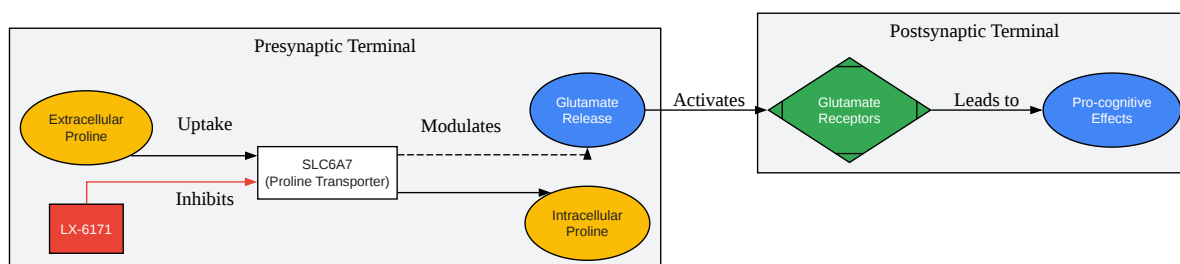 Presynaptic Terminal
Extracellular
Proline
Uptake
Inhibits
LX-6171
SLC6A7
(Proline Transporter)
Modulates
Glutamate
Release
Intracellular
Proline
Activates
Postsynaptic Terminal
Glutamate
Receptors
Leads to
Pro-cognitive
Effects